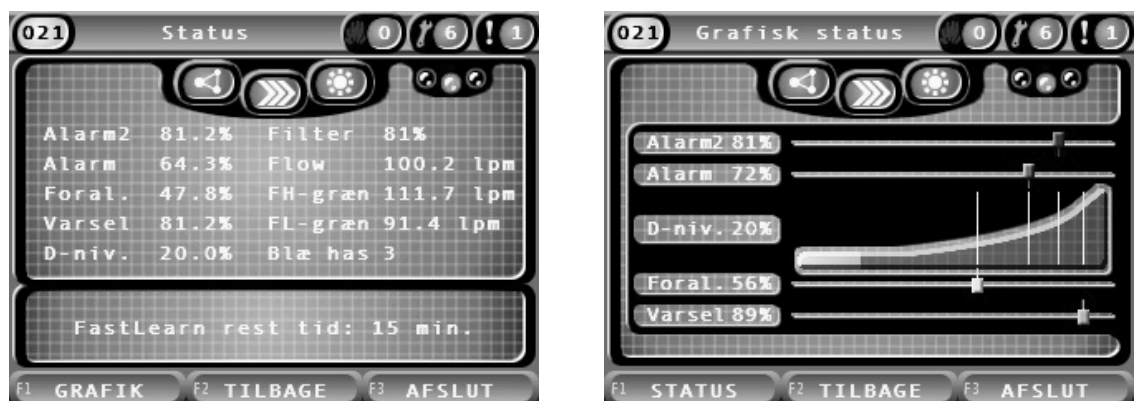 021 Status 0 6 ! 1
Alarm2 81.2% Filter 81%
Alarm 64.3% Flow 100.2 lpm
Foral. 47.8% FH-græn 111.7 lpm
Varsel 81.2% FL-græn 91.4 lpm
D-niv. 20.0% Blæ has 3
FastLearn rest tid: 15 min.
F1 GRAFIK F2 TILBAGE F3 AFSLUT
021 Grafisk status 0 6 ! 1
Alarm2 81%
Alarm 72%
D-niv. 20%
Foral. 56%
Varsel 89%
F1 STATUS F2 TILBAGE F3 AFSLUT